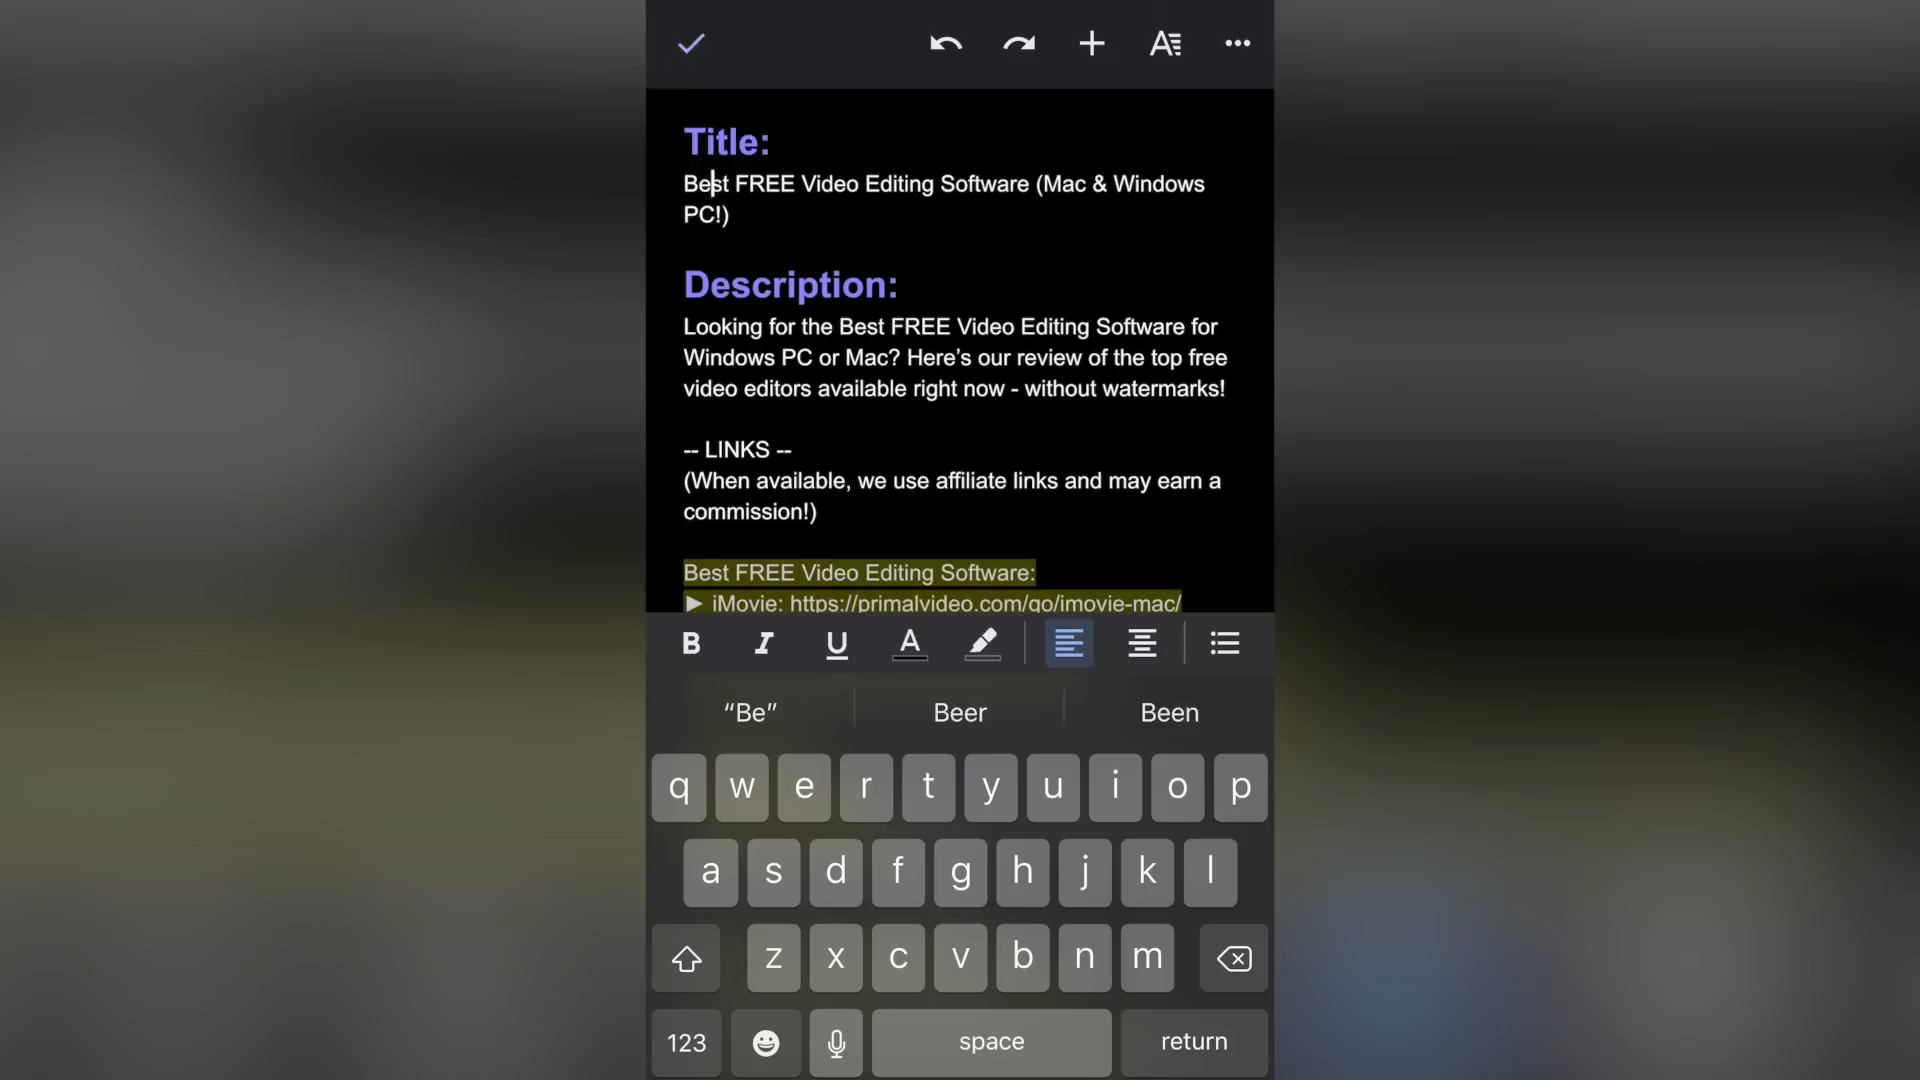 Title:
Best FREE Video Editing Software (Mac & Windows
PC!)
Description:
Looking for the Best FREE Video Editing Software for
Windows PC or Mac? Here’s our review of the top free
video editors available right now - without watermarks!
-- LINKS --
(When available, we use affiliate links and may earn a
commission!)
Best FREE Video Editing Software:
► iMovie: https://primalvideo.com/go/imovie-mac/
B I U A
“Be” Beer Been
q w e r t y u i o p
a s d f g h j k l
z x c v b n m
123 space return